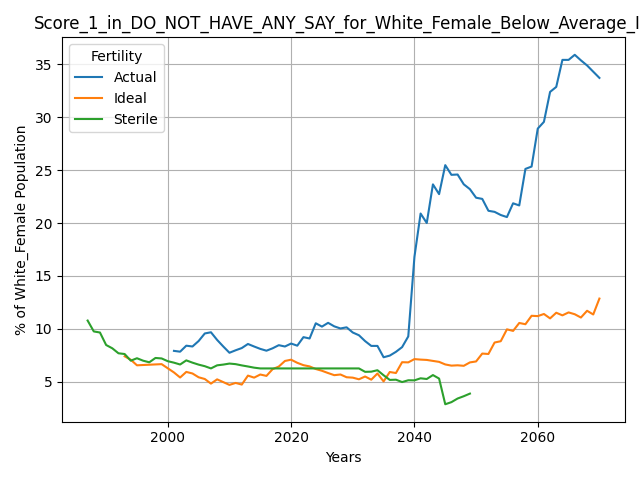 Score_1_in_DO_NOT_HAVE_ANY_SAY_for_White_Female_Below_Average_I
Fertility
Actual
Ideal
Sterile
% of White_Female Population
35
30
25
20
15
10
5
2000 2020 2040 2060
Years